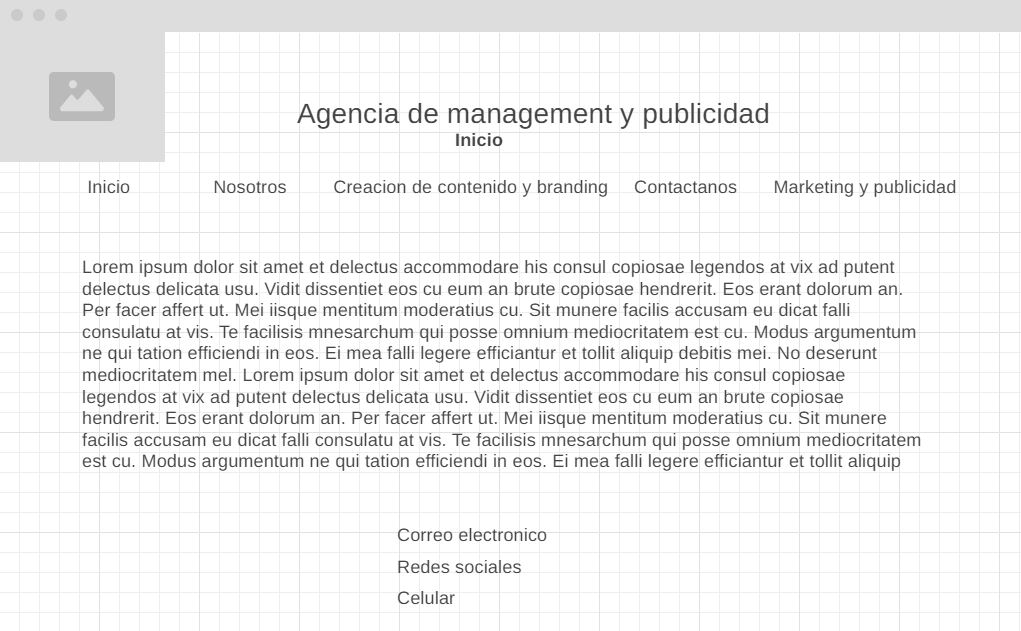 Agencia de management y publicidad
Inicio
Inicio Nosotros Creacion de contenido y branding Contactanos Marketing y publicidad
Lorem ipsum dolor sit amet et delectus accommodare his consul copiosae legendos at vix ad putent
delectus delicata usu. Vidit dissentiet eos cu eum an brute copiosae hendrerit. Eos erant dolorum an.
Per facer affert ut. Mei iisque mentitum moderatius cu. Sit munere facilis accusam eu dicat falli
consulatu at vis. Te facilisis mnesarchum qui posse omnium mediocritatem est cu. Modus argumentum
ne qui tation efficiendi in eos. Ei mea falli legere efficiantur et tollit aliquip debitis mei. No deserunt
mediocritatem mel. Lorem ipsum dolor sit amet et delectus accommodare his consul copiosae
legendos at vix ad putent delectus delicata usu. Vidit dissentiet eos cu eum an brute copiosae
hendrerit. Eos erant dolorum an. Per facer affert ut. Mei iisque mentitum moderatius cu. Sit munere
facilis accusam eu dicat falli consulatu at vis. Te facilisis mnesarchum qui posse omnium mediocritatem
est cu. Modus argumentum ne qui tation efficiendi in eos. Ei mea falli legere efficiantur et tollit aliquip
Correo electronico
Redes sociales
Celular